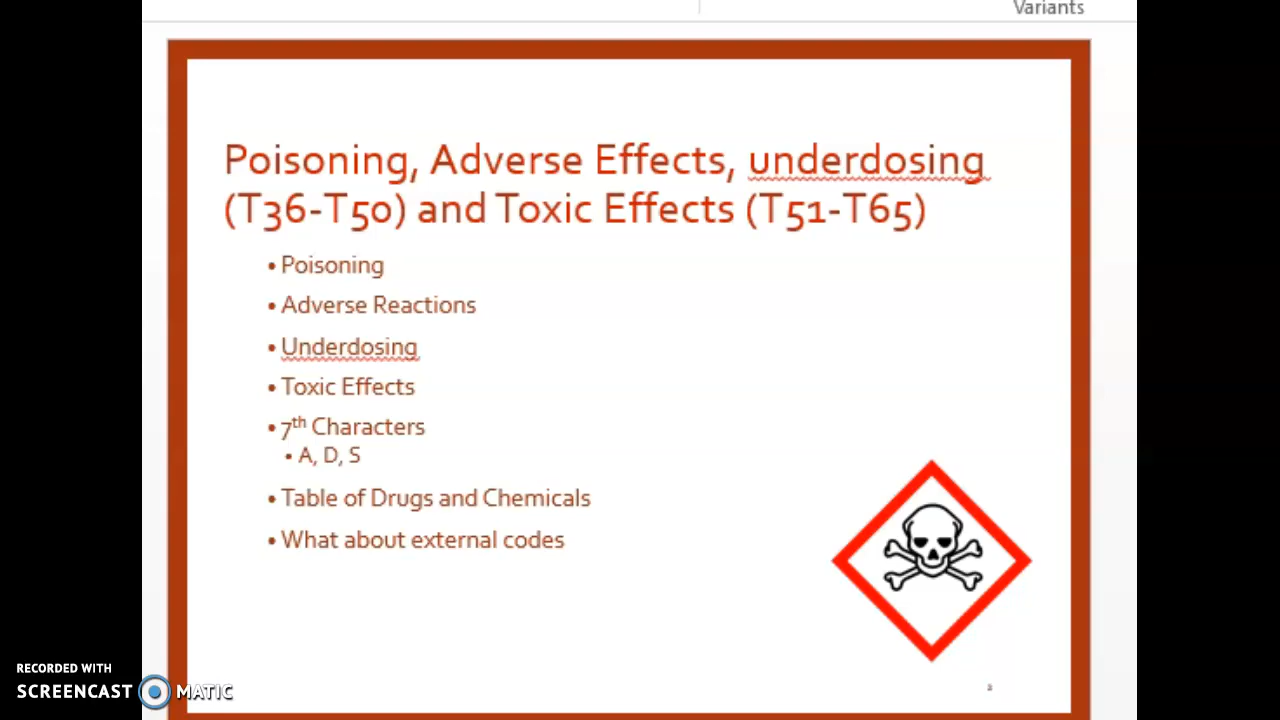 Variants
Poisoning, Adverse Effects, underdosing
(T36-T50) and Toxic Effects (T51-T65)
• Poisoning
• Adverse Reactions
• Underdosing
• Toxic Effects
• 7th Characters
• A, D, S
• Table of Drugs and Chemicals
• What about external codes
RECORDED WITH
SCREENCAST MATIC